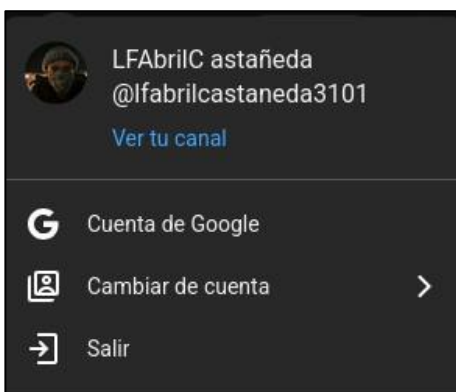 LFAbrilC astañeda
@lfabrilcastaneda3101
Ver tu canal
Cuenta de Google
Cambiar de cuenta
Salir